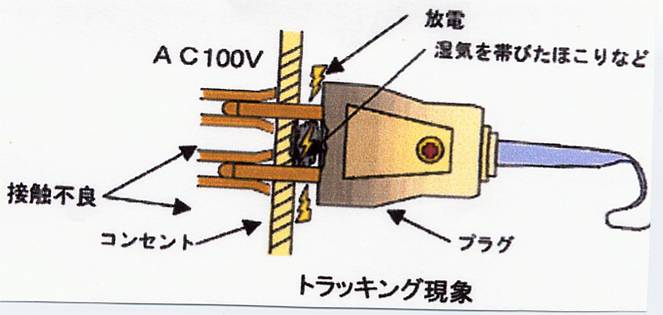 放電
湿気を帯びたほこりなど
AC100V
接触不良
コンセント
プラグ
トラッキング現象